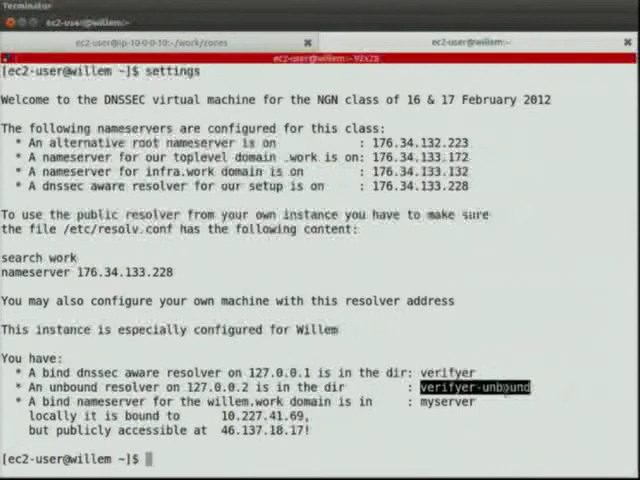 Terminator
ec2-user@willem:~
ec2-user@ip-10-0-0-10:~/work/zones
ec2-user@willem:~
ec2-user@willem:~ 92x28
[ec2-user@willem ~]$ settings
Welcome to the DNSSEC virtual machine for the NGN class of 16 & 17 February 2012
The following nameservers are configured for this class:
* An alternative root nameserver is on : 176.34.132.223
* A nameserver for our toplevel domain .work is on: 176.34.133.172
* A nameserver for infra.work domain is on : 176.34.133.132
* A dnssec aware resolver for our setup is on : 176.34.133.228
To use the public resolver from your own instance you have to make sure
the file /etc/resolv.conf has the following content:
search work
nameserver 176.34.133.228
You may also configure your own machine with this resolver address
This instance is especially configured for Willem
You have:
* A bind dnssec aware resolver on 127.0.0.1 is in the dir: verifyer
* An unbound resolver on 127.0.0.2 is in the dir : verifyer-unbound
* A bind nameserver for the willem.work domain is in : myserver
locally it is bound to 10.227.41.69,
but publicly accessible at 46.137.18.17!
[ec2-user@willem ~]$